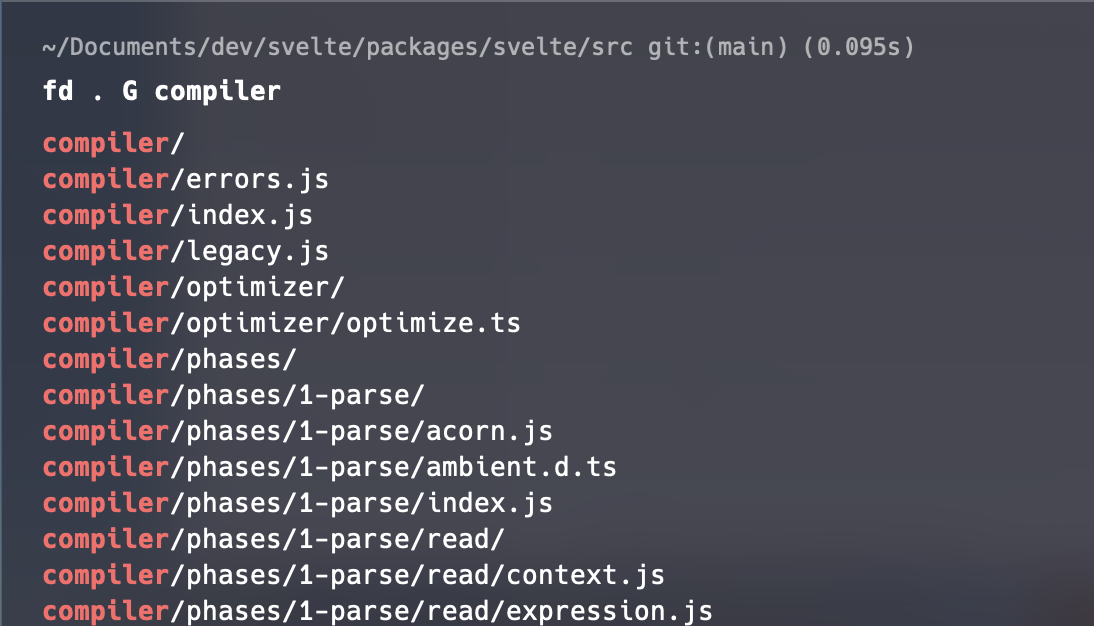 ~/Documents/dev/svelte/packages/svelte/src git:(main) (0.095s)
fd . G compiler
compiler/
compiler/errors.js
compiler/index.js
compiler/legacy.js
compiler/optimizer/
compiler/optimizer/optimize.ts
compiler/phases/
compiler/phases/1-parse/
compiler/phases/1-parse/acorn.js
compiler/phases/1-parse/ambient.d.ts
compiler/phases/1-parse/index.js
compiler/phases/1-parse/read/
compiler/phases/1-parse/read/context.js
compiler/phases/1-parse/read/expression.js